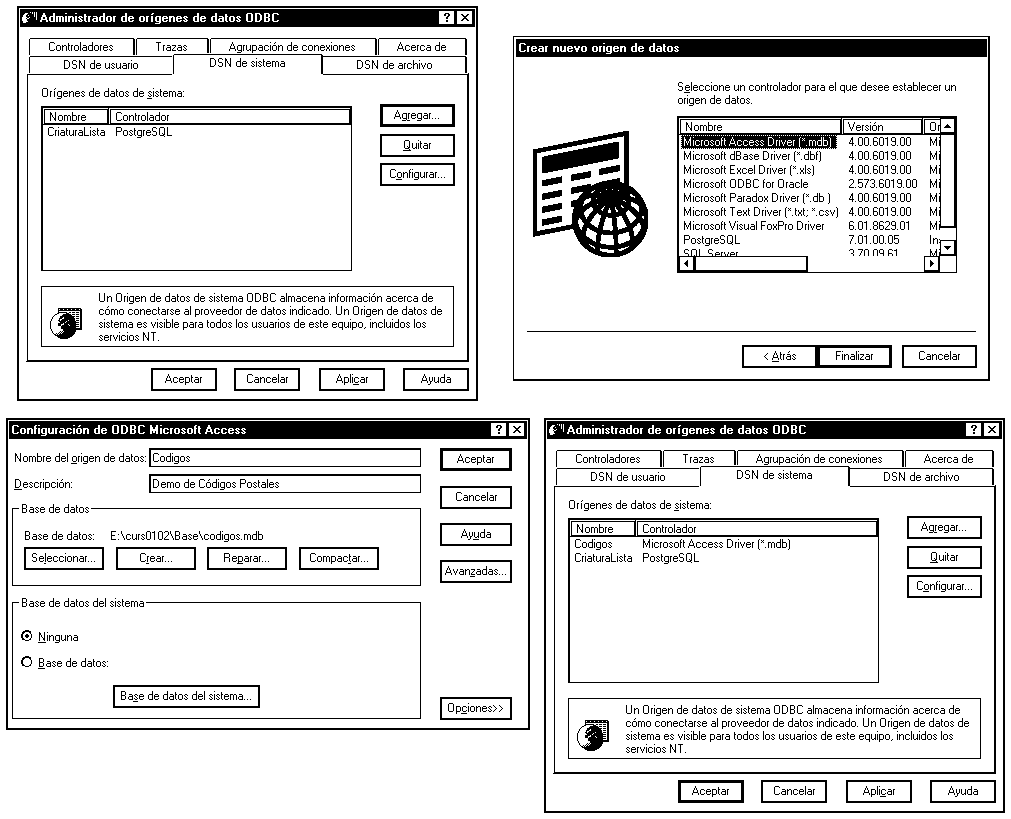 Administrador de orígenes de datos ODBC
Controladores Trazas Agrupación de conexiones Acerca de
DSN de usuario DSN de sistema DSN de archivo
Orígenes de datos de sistema:
Nombre Controlador
CriaturaLista PostgreSQL
Agregar...
Quitar
Configurar...
Un Origen de datos de sistema ODBC almacena información acerca de
cómo conectarse al proveedor de datos indicado. Un Origen de datos de
sistema es visible para todos los usuarios de este equipo, incluidos los
servicios NT.
Aceptar Cancelar Aplicar Ayuda
Crear nuevo origen de datos
Seleccione un controlador para el que desee establecer un
origen de datos.
Nombre Versión Or
Microsoft Access Driver (*.mdb) 4.00.6019.00 Mi
Microsoft dBase Driver (*.dbf) 4.00.6019.00 Mi
Microsoft Excel Driver (*.xls) 4.00.6019.00 Mi
Microsoft ODBC for Oracle 2.573.6019.00 Mi
Microsoft Paradox Driver (*.db ) 4.00.6019.00 Mi
Microsoft Text Driver (*.txt; *.csv) 4.00.6019.00 Mi
Microsoft Visual FoxPro Driver 6.01.8629.01 Mi
PostgreSQL 7.01.00.05 In
SQL Server 3.70.09.61 Mi
< Atrás Finalizar Cancelar
Configuración de ODBC Microsoft Access
Nombre del origen de datos: Codigos
Descripción: Demo de Códigos Postales
Base de datos
Base de datos: E:\curs0102\Base\codigos.mdb
Seleccionar... Crear... Reparar... Compactar...
Base de datos del sistema
Ninguna
Base de datos:
Base de datos del sistema...
Aceptar
Cancelar
Ayuda
Avanzadas...
Opciones>>
Administrador de orígenes de datos ODBC
Controladores Trazas Agrupación de conexiones Acerca de
DSN de usuario DSN de sistema DSN de archivo
Orígenes de datos de sistema:
Nombre Controlador
Codigos Microsoft Access Driver (*.mdb)
CriaturaLista PostgreSQL
Agregar...
Quitar
Configurar...
Un Origen de datos de sistema ODBC almacena información acerca de
cómo conectarse al proveedor de datos indicado. Un Origen de datos de
sistema es visible para todos los usuarios de este equipo, incluidos los
servicios NT.
Aceptar Cancelar Aplicar Ayuda